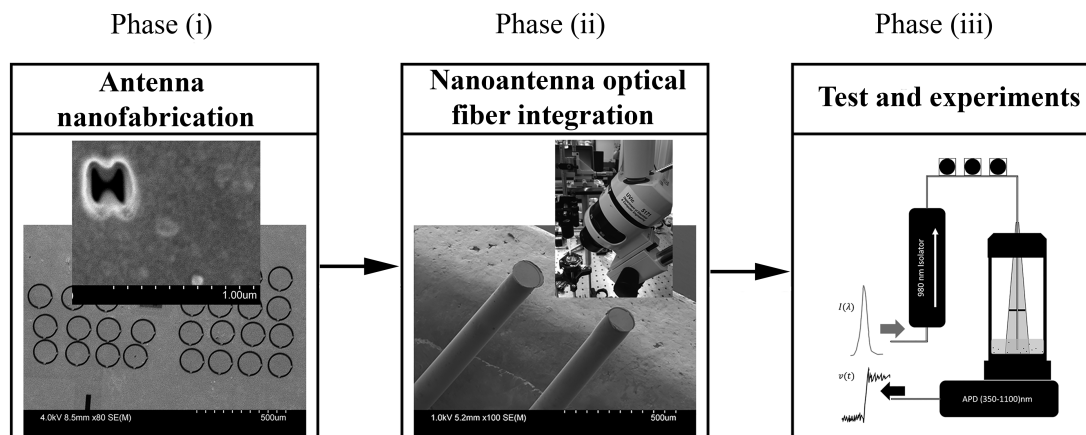 Phase (i)
Phase (ii)
Phase (iii)
Antenna
nanofabrication
Nanoantenna optical
fiber integration
Test and experiments
1.00um
4.0kV 8.5mm x80 SE(M)
500um
1.0kV 5.2mm x100 SE(M)
500um
980 nm Isolator
I(λ)
v(t)
APD (350-1100)nm